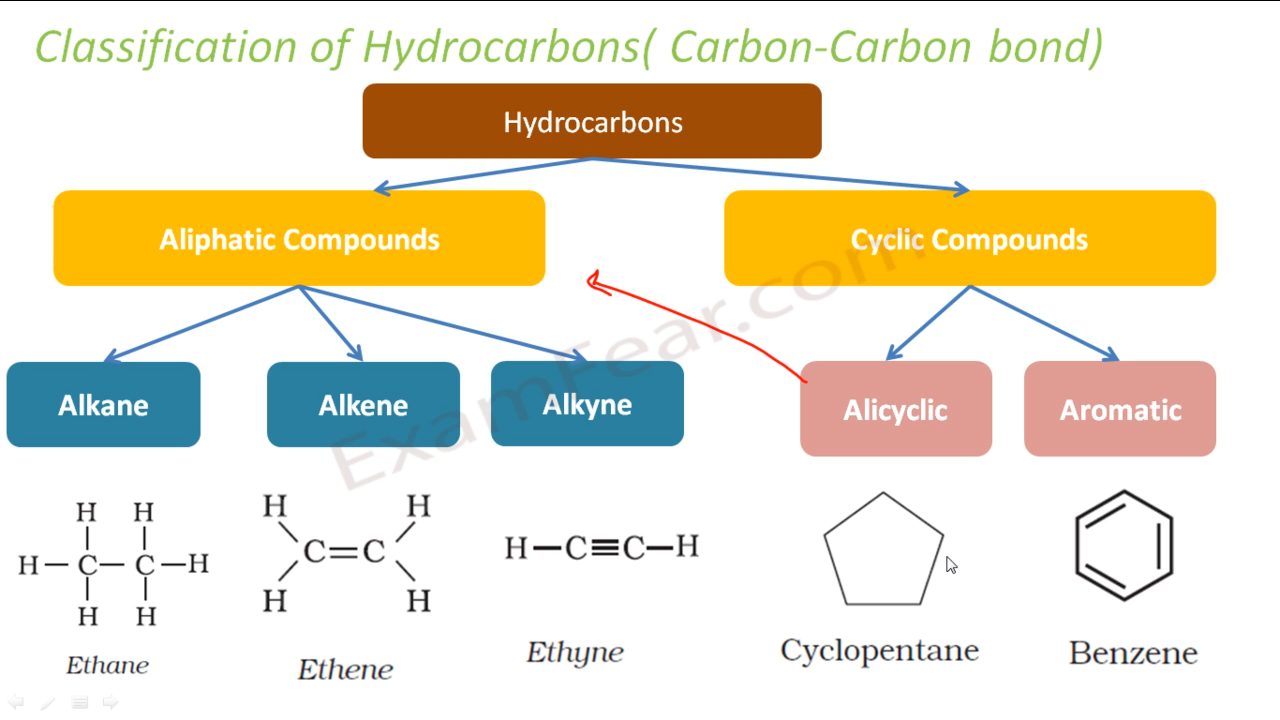 Classification of Hydrocarbons( Carbon-Carbon bond)
Hydrocarbons
Aliphatic Compounds
Cyclic Compounds
Alkane
Alkene
Alkyne
Alicyclic
Aromatic
ExamFear.com
H H
H—C—C—H
H H
Ethane
H H
C=C
H H
Ethene
H—C≡C—H
Ethyne
Cyclopentane
Benzene